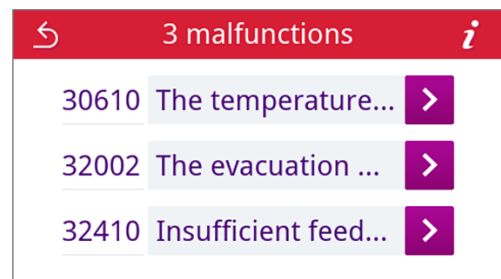 3 malfunctions
30610 The temperature...
32002 The evacuation ...
32410 Insufficient feed...